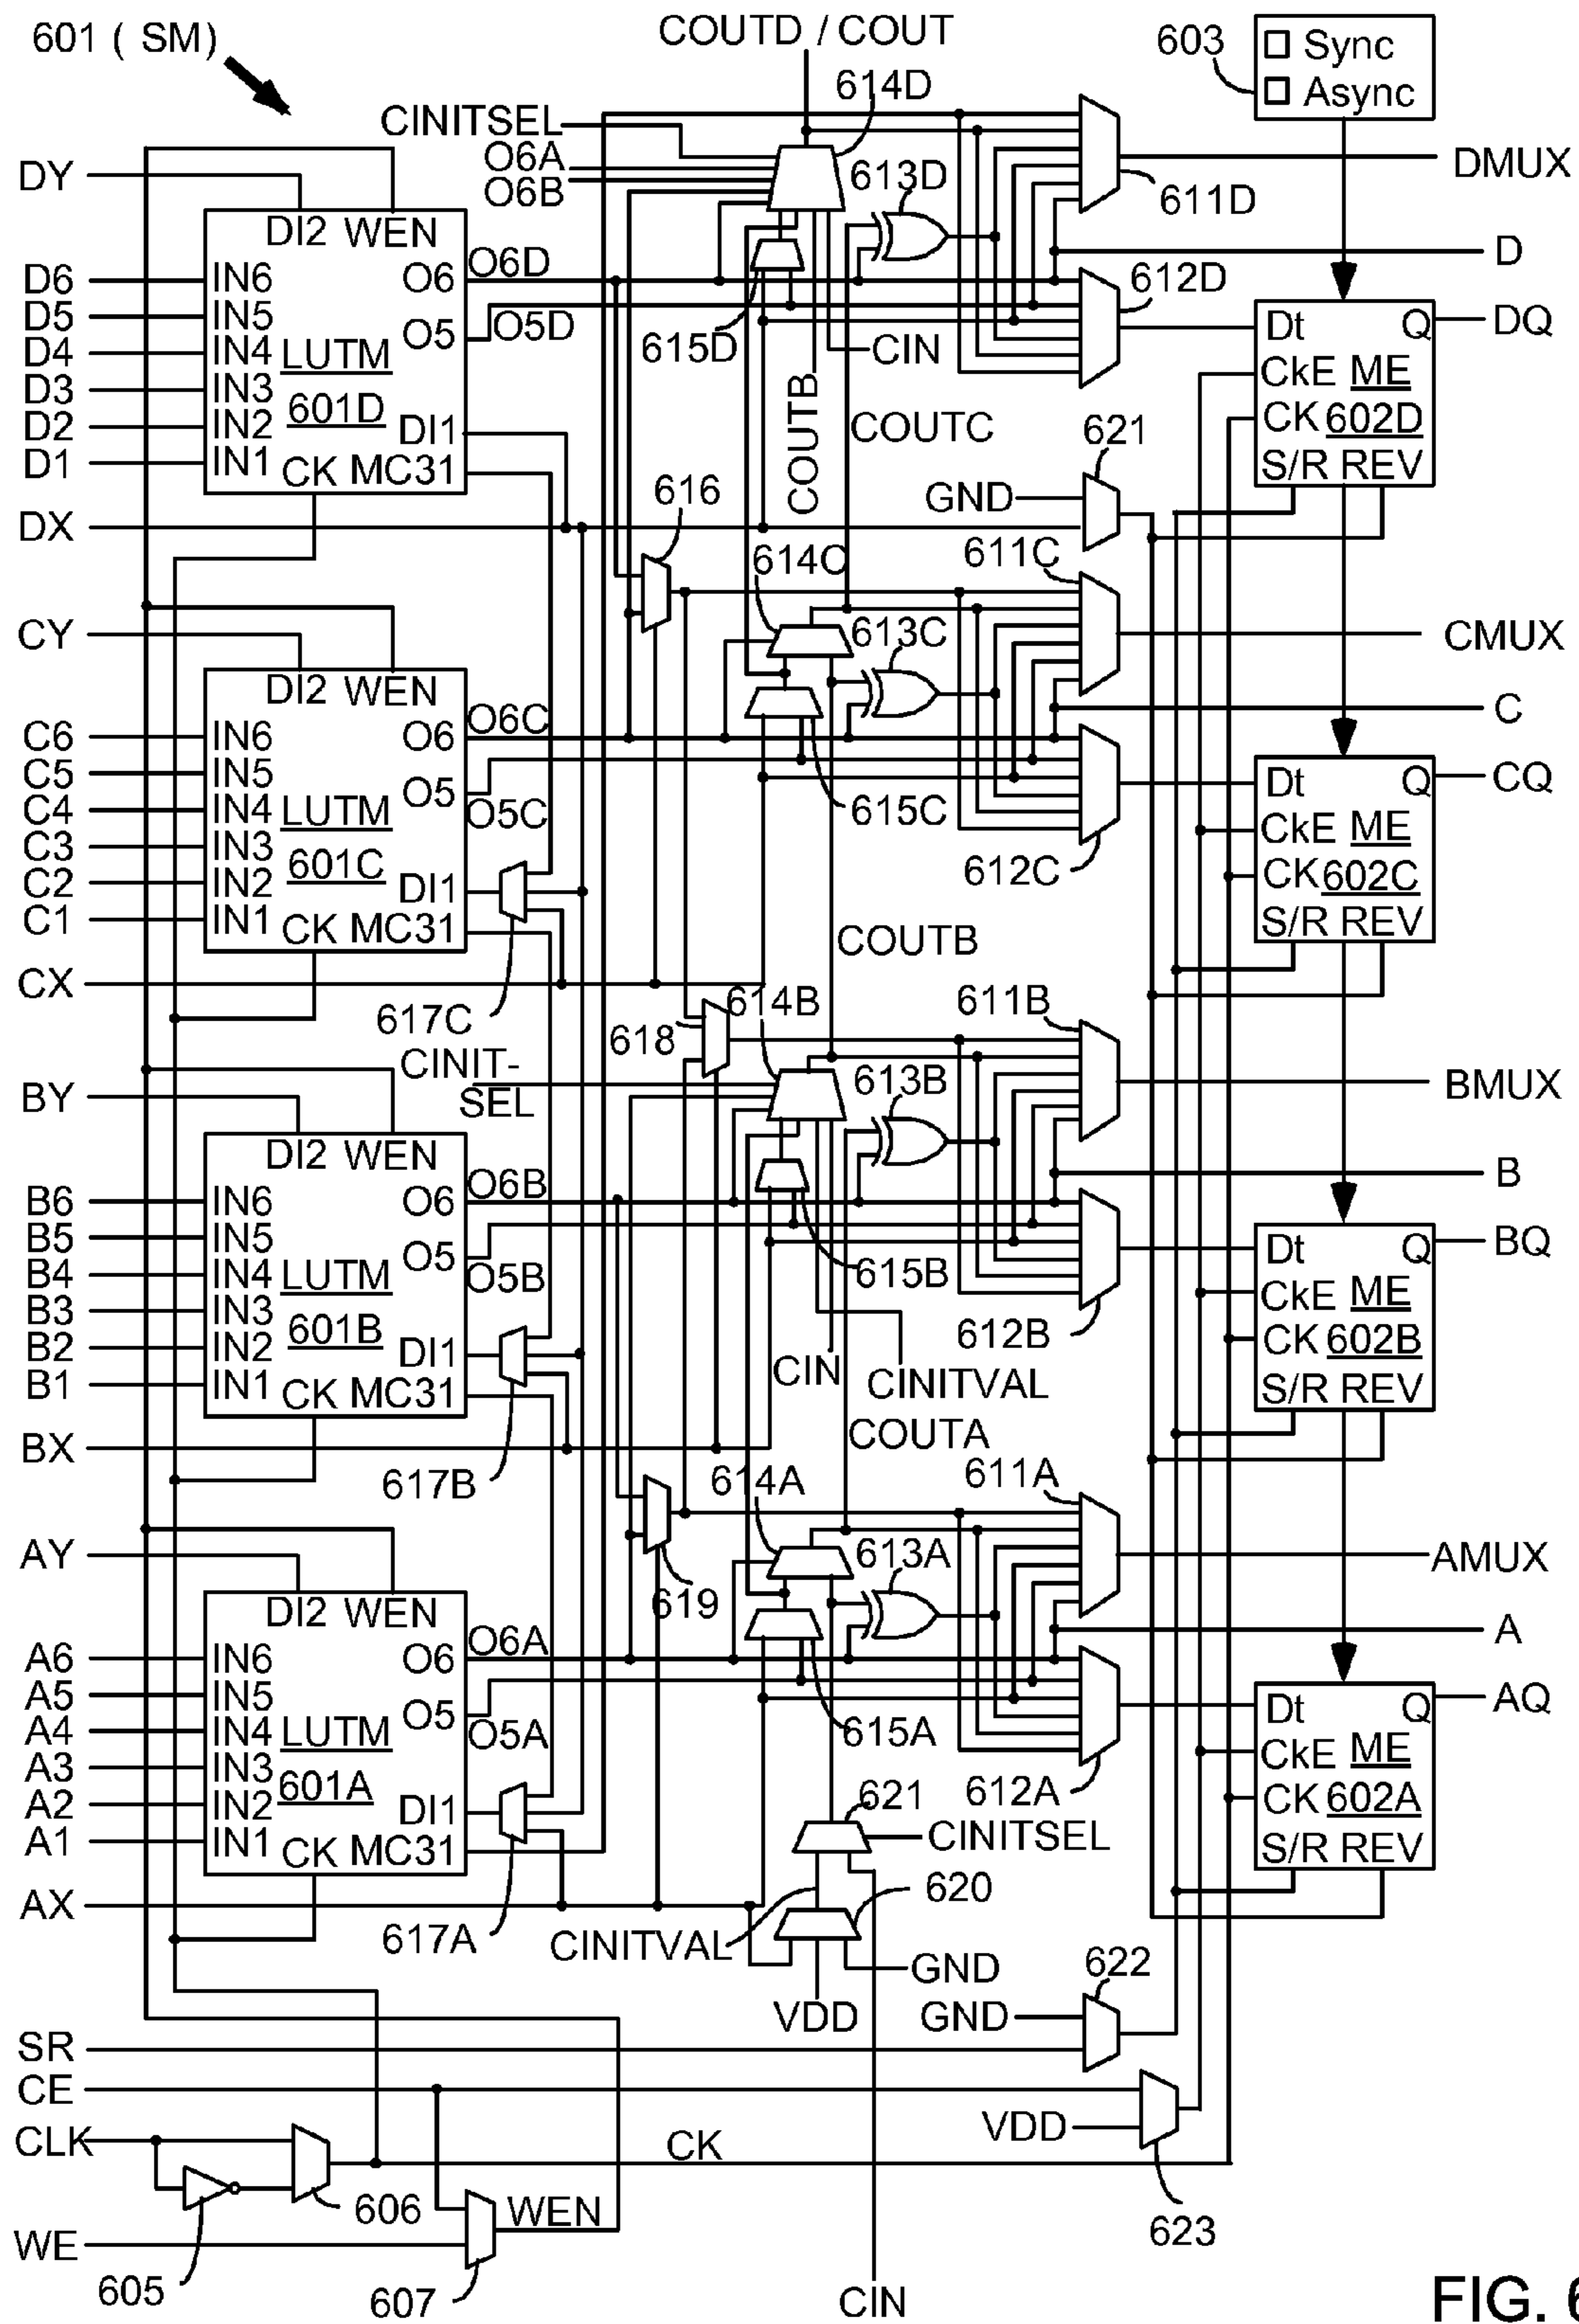 601 ( SM)
COUTD / COUT
603
Sync
Async
614D
CINITSEL
O6A
O6B
613D
DMUX
611D
DY
DI2 WEN
D6
D5
D4
D3
D2
D1
IN6
IN5
IN4
IN3
IN2
IN1
LUTM
601D
O6
O5
DI1
CK MC31
O6D
O5D
615D
CIN
COUTB
COUTC
612D
D
Dt
Q
DQ
CkE ME
CK 602D
S/R REV
621
GND
DX
616
614C
611C
613C
CMUX
CY
DI2 WEN
C6
C5
C4
C3
C2
C1
IN6
IN5
IN4
IN3
IN2
IN1
LUTM
601C
O6
O5
DI1
CK MC31
O6C
O5C
615C
612C
C
Dt
Q
CQ
CkE ME
CK 602C
S/R REV
COUTB
CX
617C
618
614B
611B
CINIT-
SEL
613B
BMUX
BY
DI2 WEN
B6
B5
B4
B3
B2
B1
IN6
IN5
IN4
IN3
IN2
IN1
LUTM
601B
O6
O5
DI1
CK MC31
O6B
O5B
615B
612B
CIN
CINITVAL
B
Dt
Q
BQ
CkE ME
CK 602B
S/R REV
COUTA
BX
617B
614A
611A
613A
619
AMUX
AY
DI2 WEN
A6
A5
A4
A3
A2
A1
IN6
IN5
IN4
IN3
IN2
IN1
LUTM
601A
O6
O5
DI1
CK MC31
O6A
O5A
615A
612A
A
Dt
Q
AQ
CkE ME
CK 602A
S/R REV
621
CINITSEL
620
AX
617A
CINITVAL
GND
VDD
622
GND
SR
CE
VDD
CLK
CK
606
WEN
623
WE
605
607
CIN
FIG. 6